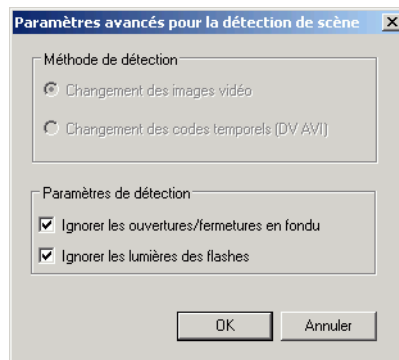 Paramètres avancés pour la détection de scène
Méthode de détection
Changement des images vidéo
Changement des codes temporels (DV AVI)
Paramètres de détection
Ignorer les ouvertures/fermetures en fondu
Ignorer les lumières des flashes
OK
Annuler